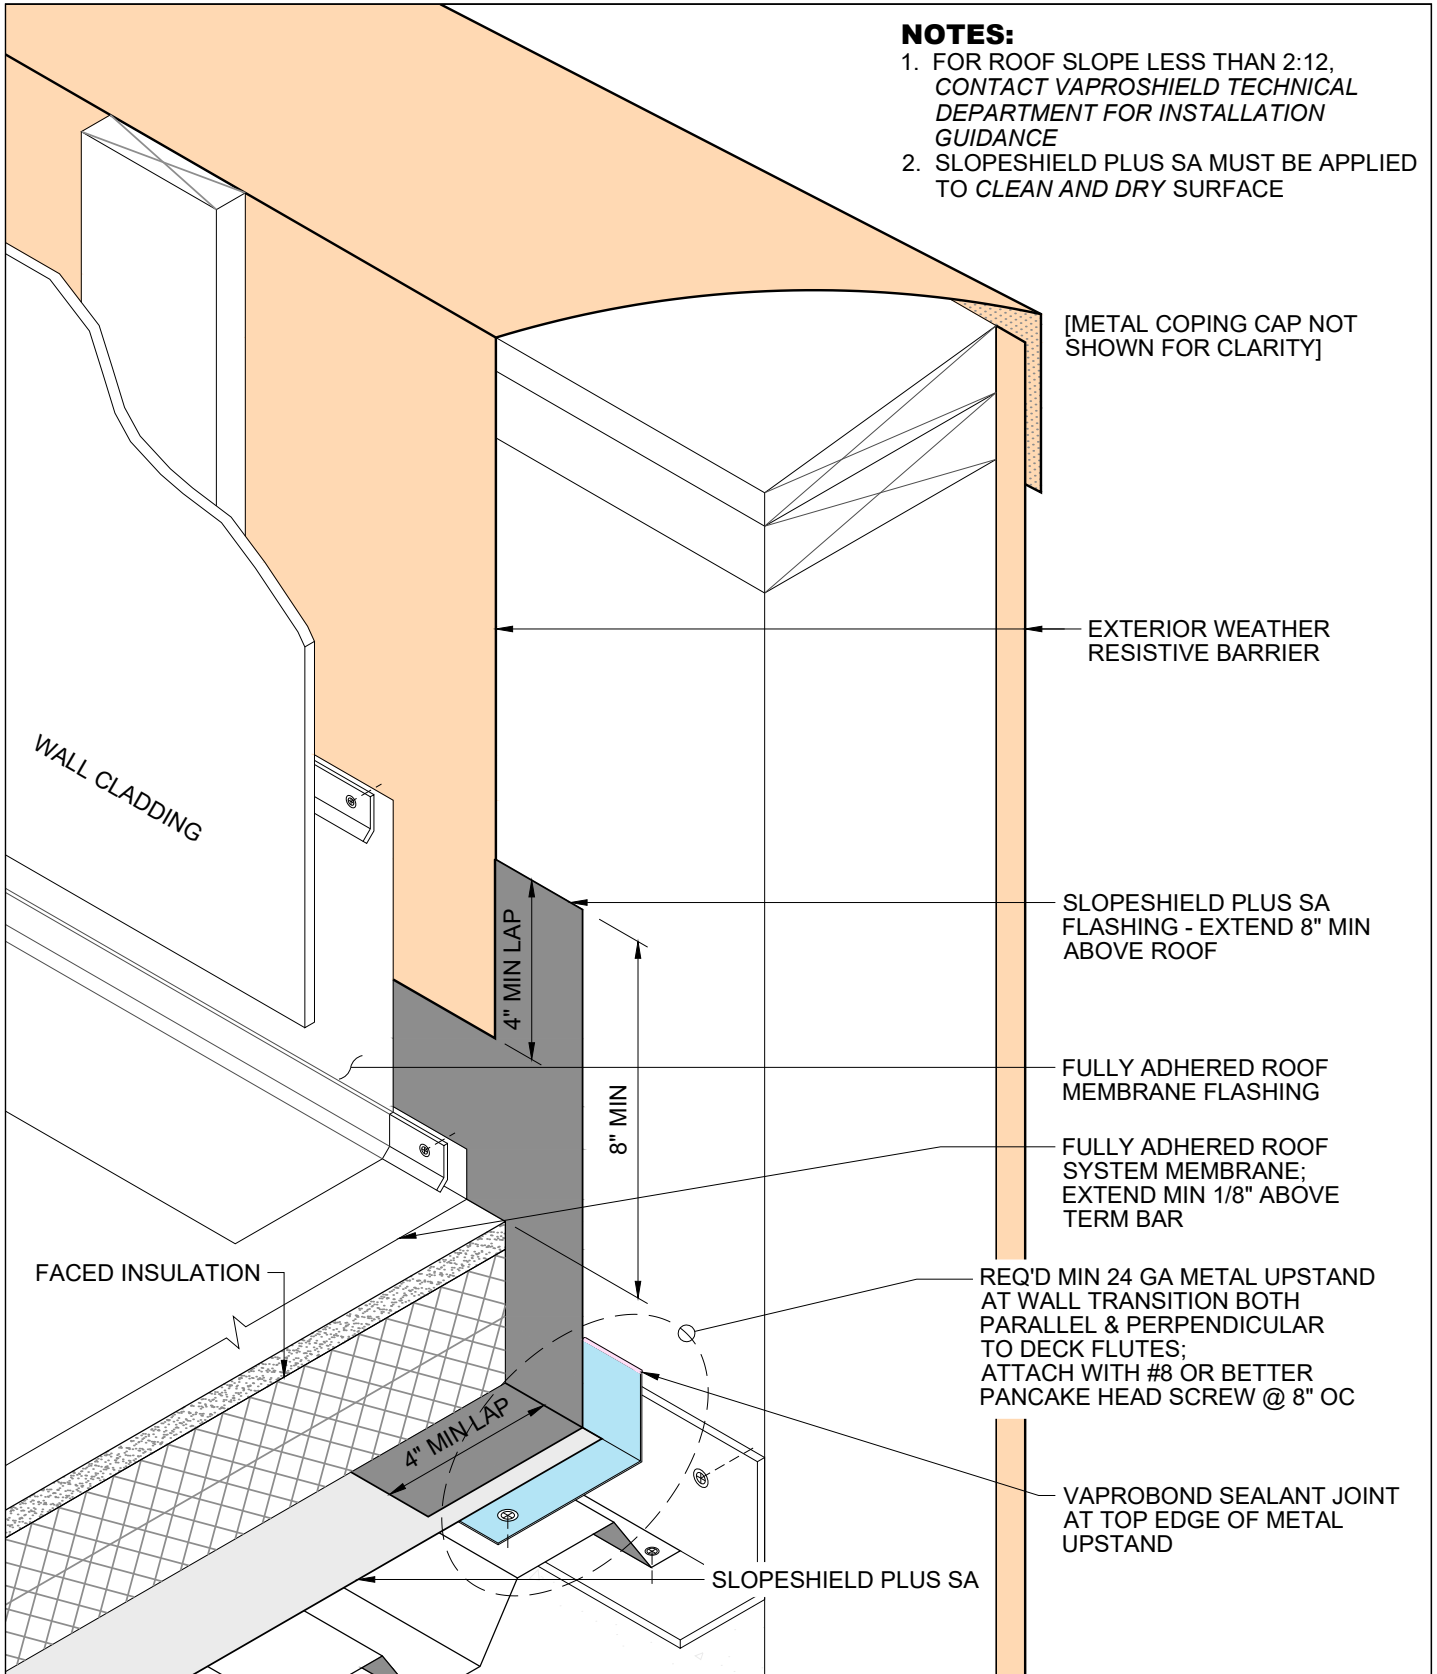 NOTES:
1. FOR ROOF SLOPE LESS THAN 2:12,
CONTACT VAPROSHIELD TECHNICAL
DEPARTMENT FOR INSTALLATION
GUIDANCE
2. SLOPESHIELD PLUS SA MUST BE APPLIED
TO CLEAN AND DRY SURFACE
[METAL COPING CAP NOT
SHOWN FOR CLARITY]
EXTERIOR WEATHER
RESISTIVE BARRIER
WALL CLADDING
SLOPESHIELD PLUS SA
FLASHING - EXTEND 8" MIN
ABOVE ROOF
4" MIN LAP
FULLY ADHERED ROOF
MEMBRANE FLASHING
8" MIN
FULLY ADHERED ROOF
SYSTEM MEMBRANE;
EXTEND MIN 1/8" ABOVE
TERM BAR
FACED INSULATION
REQ'D MIN 24 GA METAL UPSTAND
AT WALL TRANSITION BOTH
PARALLEL & PERPENDICULAR
TO DECK FLUTES;
ATTACH WITH #8 OR BETTER
PANCAKE HEAD SCREW @ 8" OC
4" MIN LAP
VAPROBOND SEALANT JOINT
AT TOP EDGE OF METAL
UPSTAND
SLOPESHIELD PLUS SA